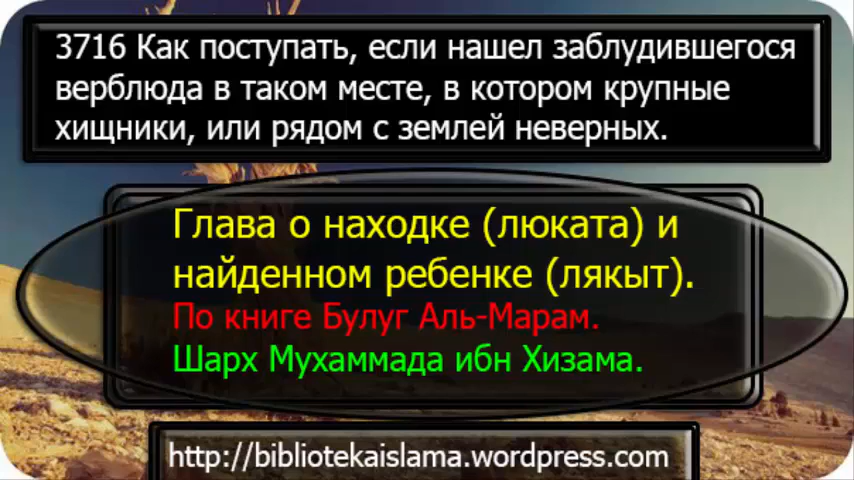 3716 Как поступать, если нашел заблудившегося
верблюда в таком месте, в котором крупные
хищники, или рядом с землей неверных.
Глава о находке (люката) и
найденном ребенке (лякыт).
По книге Булуг Аль-Марам.
Шарх Мухаммада ибн Хизама.
http://bibliotekaislama.wordpress.com